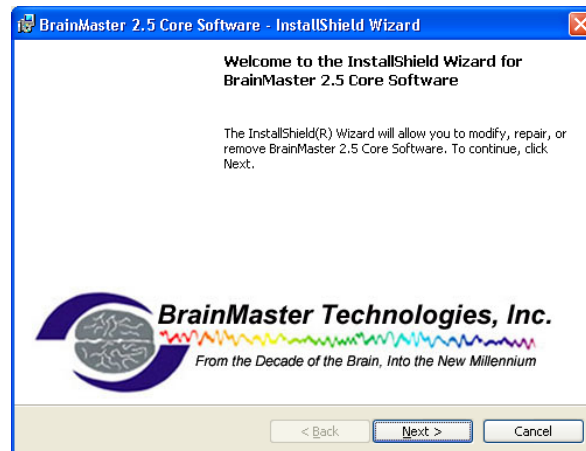 BrainMaster 2.5 Core Software - InstallShield Wizard
Welcome to the InstallShield Wizard for
BrainMaster 2.5 Core Software
The InstallShield(R) Wizard will allow you to modify, repair, or
remove BrainMaster 2.5 Core Software. To continue, click
Next.
BrainMaster Technologies, Inc.
From the Decade of the Brain, Into the New Millennium
< Back
Next >
Cancel